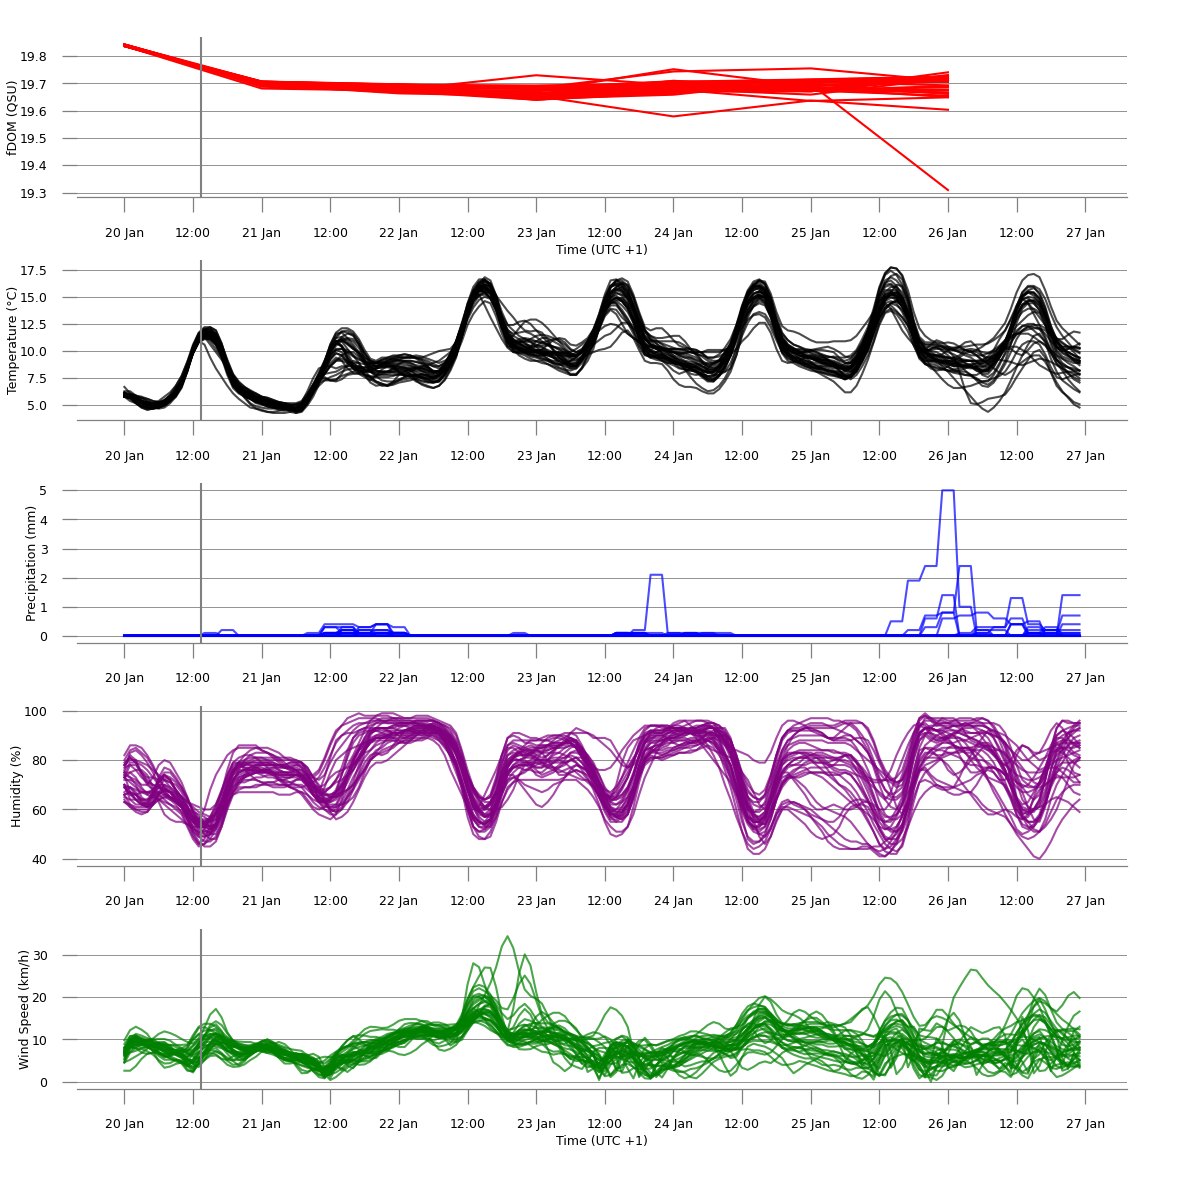 fDOM (QSU)
19.8
19.7
19.6
19.5
19.4
19.3
20 Jan 12:00 21 Jan 12:00 22 Jan 12:00 23 Jan 12:00 24 Jan 12:00 25 Jan 12:00 26 Jan 12:00 27 Jan
Time (UTC +1)
Temperature (°C)
17.5
15.0
12.5
10.0
7.5
5.0
20 Jan 12:00 21 Jan 12:00 22 Jan 12:00 23 Jan 12:00 24 Jan 12:00 25 Jan 12:00 26 Jan 12:00 27 Jan
Precipitation (mm)
5
4
3
2
1
0
20 Jan 12:00 21 Jan 12:00 22 Jan 12:00 23 Jan 12:00 24 Jan 12:00 25 Jan 12:00 26 Jan 12:00 27 Jan
Humidity (%)
100
80
60
40
20 Jan 12:00 21 Jan 12:00 22 Jan 12:00 23 Jan 12:00 24 Jan 12:00 25 Jan 12:00 26 Jan 12:00 27 Jan
Wind Speed (km/h)
30
20
10
0
20 Jan 12:00 21 Jan 12:00 22 Jan 12:00 23 Jan 12:00 24 Jan 12:00 25 Jan 12:00 26 Jan 12:00 27 Jan
Time (UTC +1)